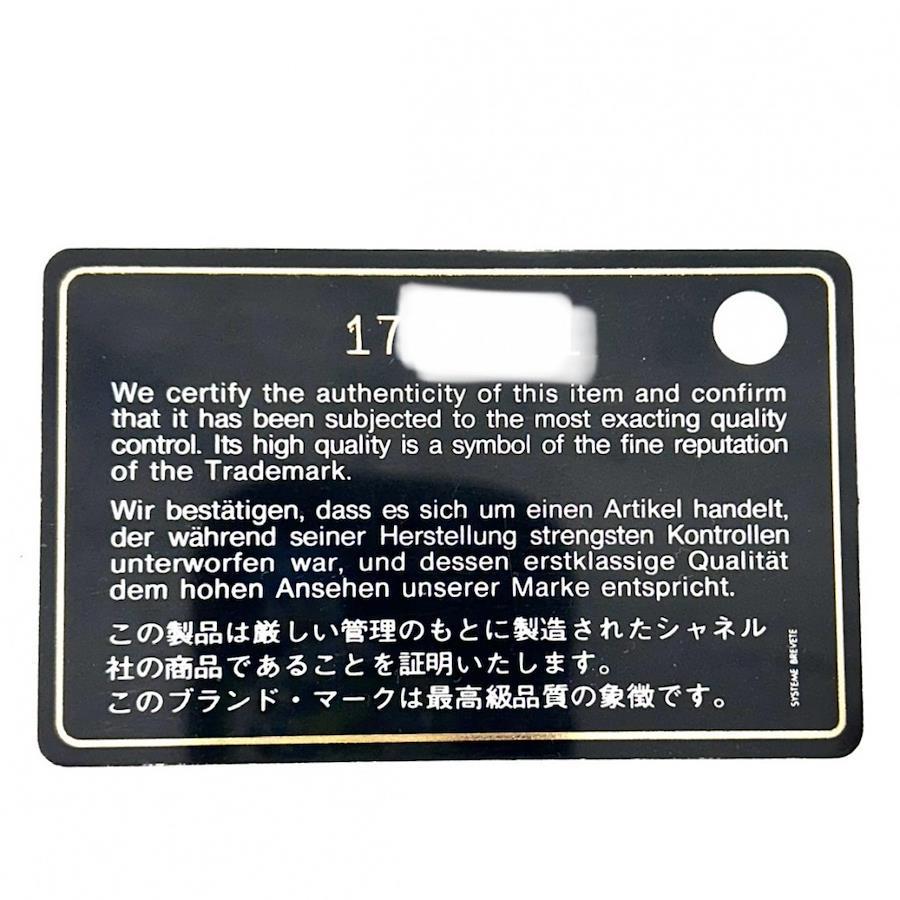 17
We certify the authenticity of this item and confirm
that it has been subjected to the most exacting quality
control. Its high quality is a symbol of the fine reputation
of the Trademark.
Wir bestätigen, dass es sich um einen Artikel handelt,
der während seiner Herstellung strengsten Kontrollen
unterworfen war, und dessen erstklassige Qualität
dem hohen Ansehen unserer Marke entspricht.
この製品は厳しい管理のもとに製造されたシャネル
社の商品であることを証明いたします。
このブランド・マークは最高級品質の象徴です。
SYSTEME BREVETE